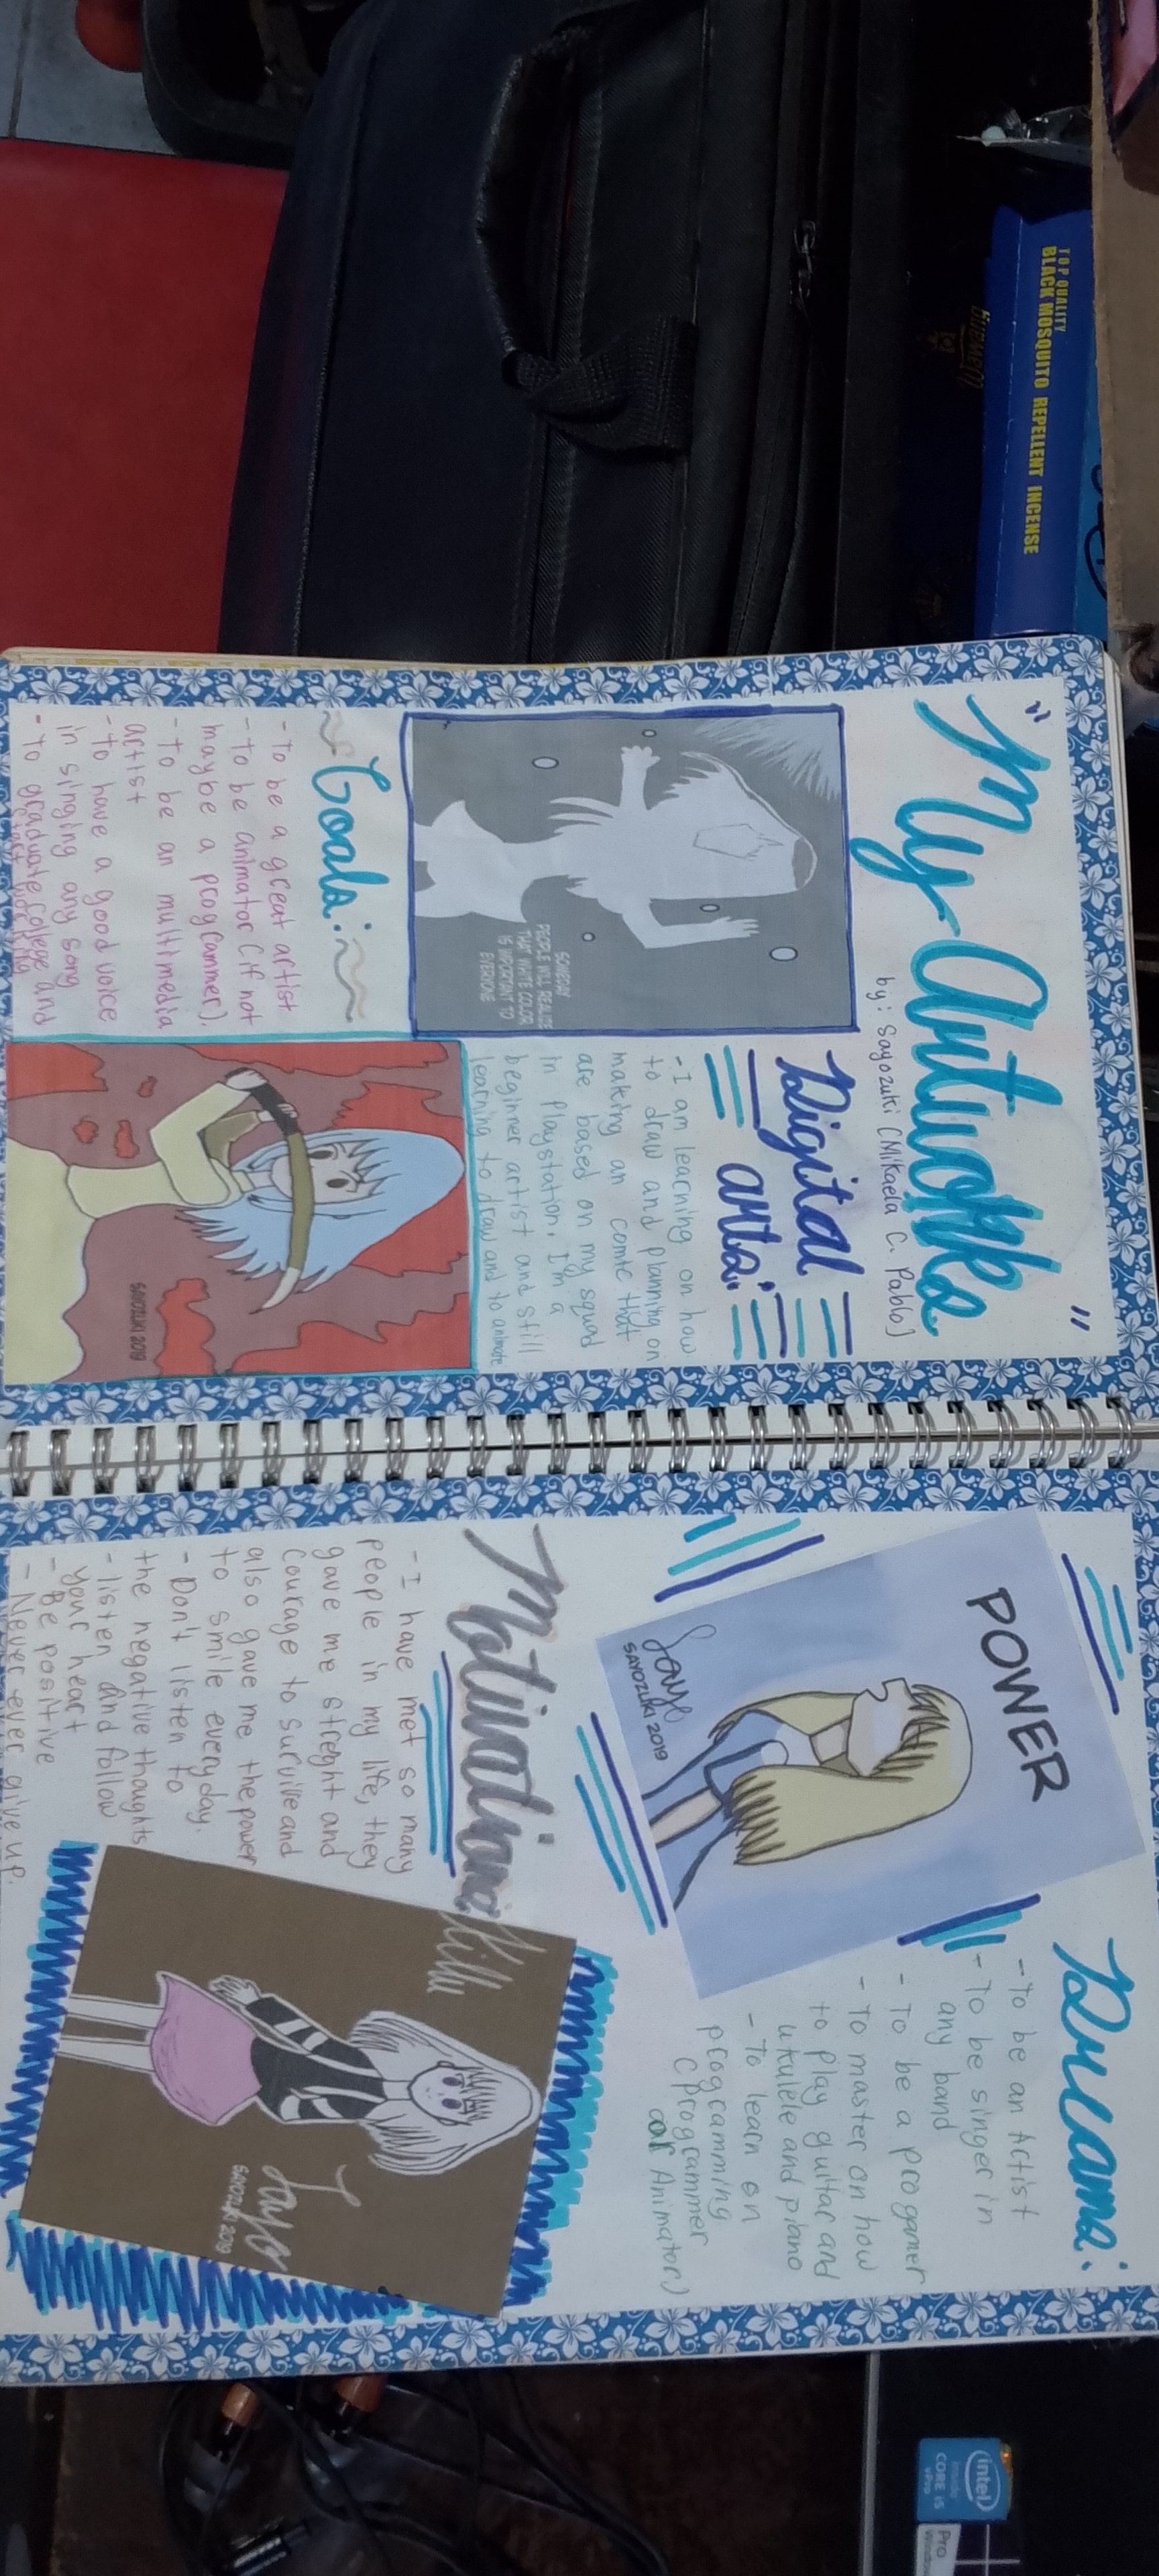 TOP QUALITY
BLACK MOSQUITO REPELLENT INCENSE
"My Artworks"
by: Sayozuki (Mikaela C. Pablo)
Digital
arts:
- I am learning on how
to draw and planning on
making an comic that
are based on my squad
in playstation. I'm a
beginner artist and still
learning to draw and to animate
SOMEDAY
PEOPLE WILL REALIZE
THAT WHITE COLOR
IS IMPORTANT TO
EVERYONE
Goals:
- To be a great artist
- To be animator (if not
maybe a programmer).
- To be an multimedia
artist
- to have a good voice
in singing any song
- To graduate college and
start working
SAYOZUKI 2019
POWER
Sayo
SAYOZUKI 2019
Dreams:
- To be an Artist
- To be singer in
any band
- To be a progamer
- To master on how
to play guitar and
ukulele and piano
- To learn on
programming
(programmer
or Animator)
Motivations
- I have met so many
people in my life, they
gave me streght and
courage to survive and
also gave me the power
to smile everyday.
- Don't listen to
the negative thoughts
- listen and follow
your heart
- Be positive
- Never ever give up.
Sayo
SAYOZUKI 2019
intel
inside
CORE i5
vPro
Pro